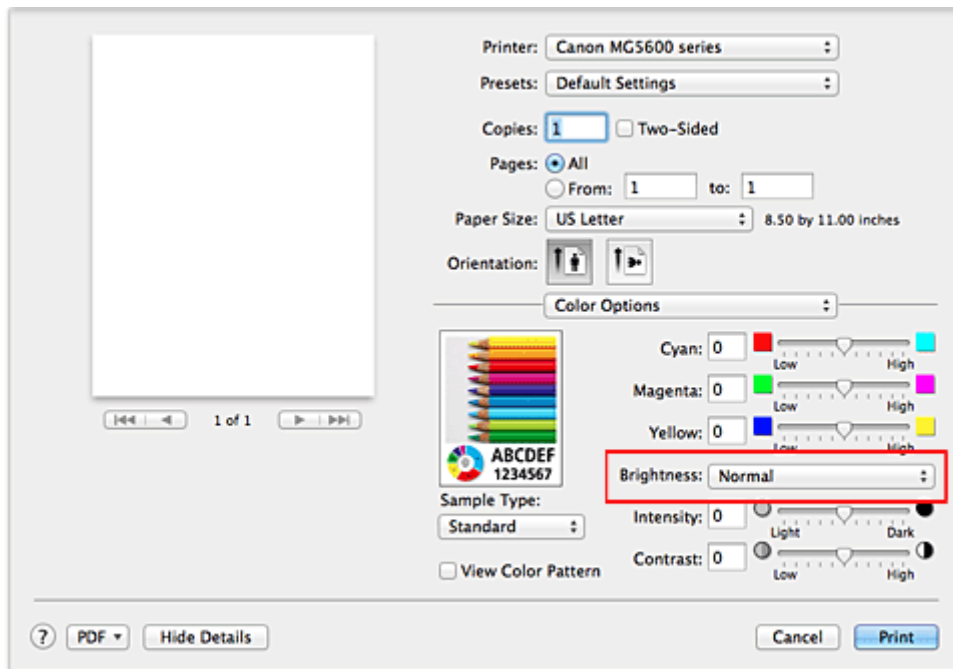 Printer: Canon MG5600 series
Presets: Default Settings
Copies: 1 Two-Sided
Pages: All
From: 1 to: 1
Paper Size: US Letter 8.50 by 11.00 inches
Orientation:
Color Options
1 of 1
ABCDEF
1234567
Sample Type:
Standard
View Color Pattern
Cyan: 0
Low High
Magenta: 0
Low High
Yellow: 0
Low High
Brightness: Normal
Intensity: 0
Light Dark
Contrast: 0
Low High
? PDF Hide Details Cancel Print